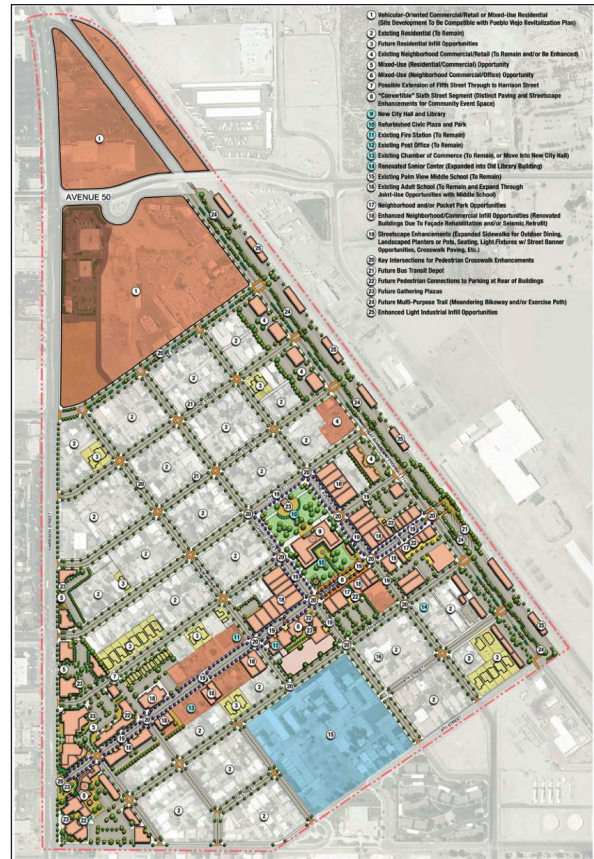 1 Vehicular-Oriented Commercial/Retail or Mixed-Use Residential
(Site Development To Be Compatible with Pueblo Viejo Revitalization Plan)
2 Existing Residential (To Remain)
3 Future Residential Infill Opportunities
4 Existing Neighborhood Commercial/Retail (To Remain and/or Be Enhanced)
5 Mixed-Use (Residential/Commercial) Opportunity
6 Mixed-Use (Neighborhood Commercial/Office) Opportunity
7 Possible Extension of Fifth Street Through to Harrison Street
8 "Convertible" Sixth Street Segment (Distinct Paving and Streetscape
Enhancements for Community Event Space)
9 New City Hall and Library
10 Refurbished Civic Plaza and Park
11 Existing Fire Station (To Remain)
12 Existing Post Office (To Remain)
13 Existing Chamber of Commerce (To Remain, or Move Into New City Hall)
14 Renovated Senior Center (Expanded into Old Library Building)
15 Existing Palm View Middle School (To Remain)
16 Existing Adult School (To Remain and Expand Through
Joint-Use Opportunities with Middle School)
17 Neighborhood and/or Pocket Park Opportunities
18 Enhanced Neighborhood/Commercial Infill Opportunities (Renovated
Buildings Due To Façade Rehabilitation and/or Seismic Retrofit)
19 Streetscape Enhancements (Expanded Sidewalks for Outdoor Dining,
Landscaped Planters or Pots, Seating, Light Fixtures w/ Street Banner
Opportunities, Crosswalk Paving, Etc.)
20 Key Intersections for Pedestrian Crosswalk Enhancements
21 Future Bus Transit Depot
22 Future Pedestrian Connections to Parking at Rear of Buildings
23 Future Gathering Plazas
24 Future Multi-Purpose Trail (Meandering Bikeway and/or Exercise Path)
25 Enhanced Light Industrial Infill Opportunities
AVENUE 50
HARRISON STREET